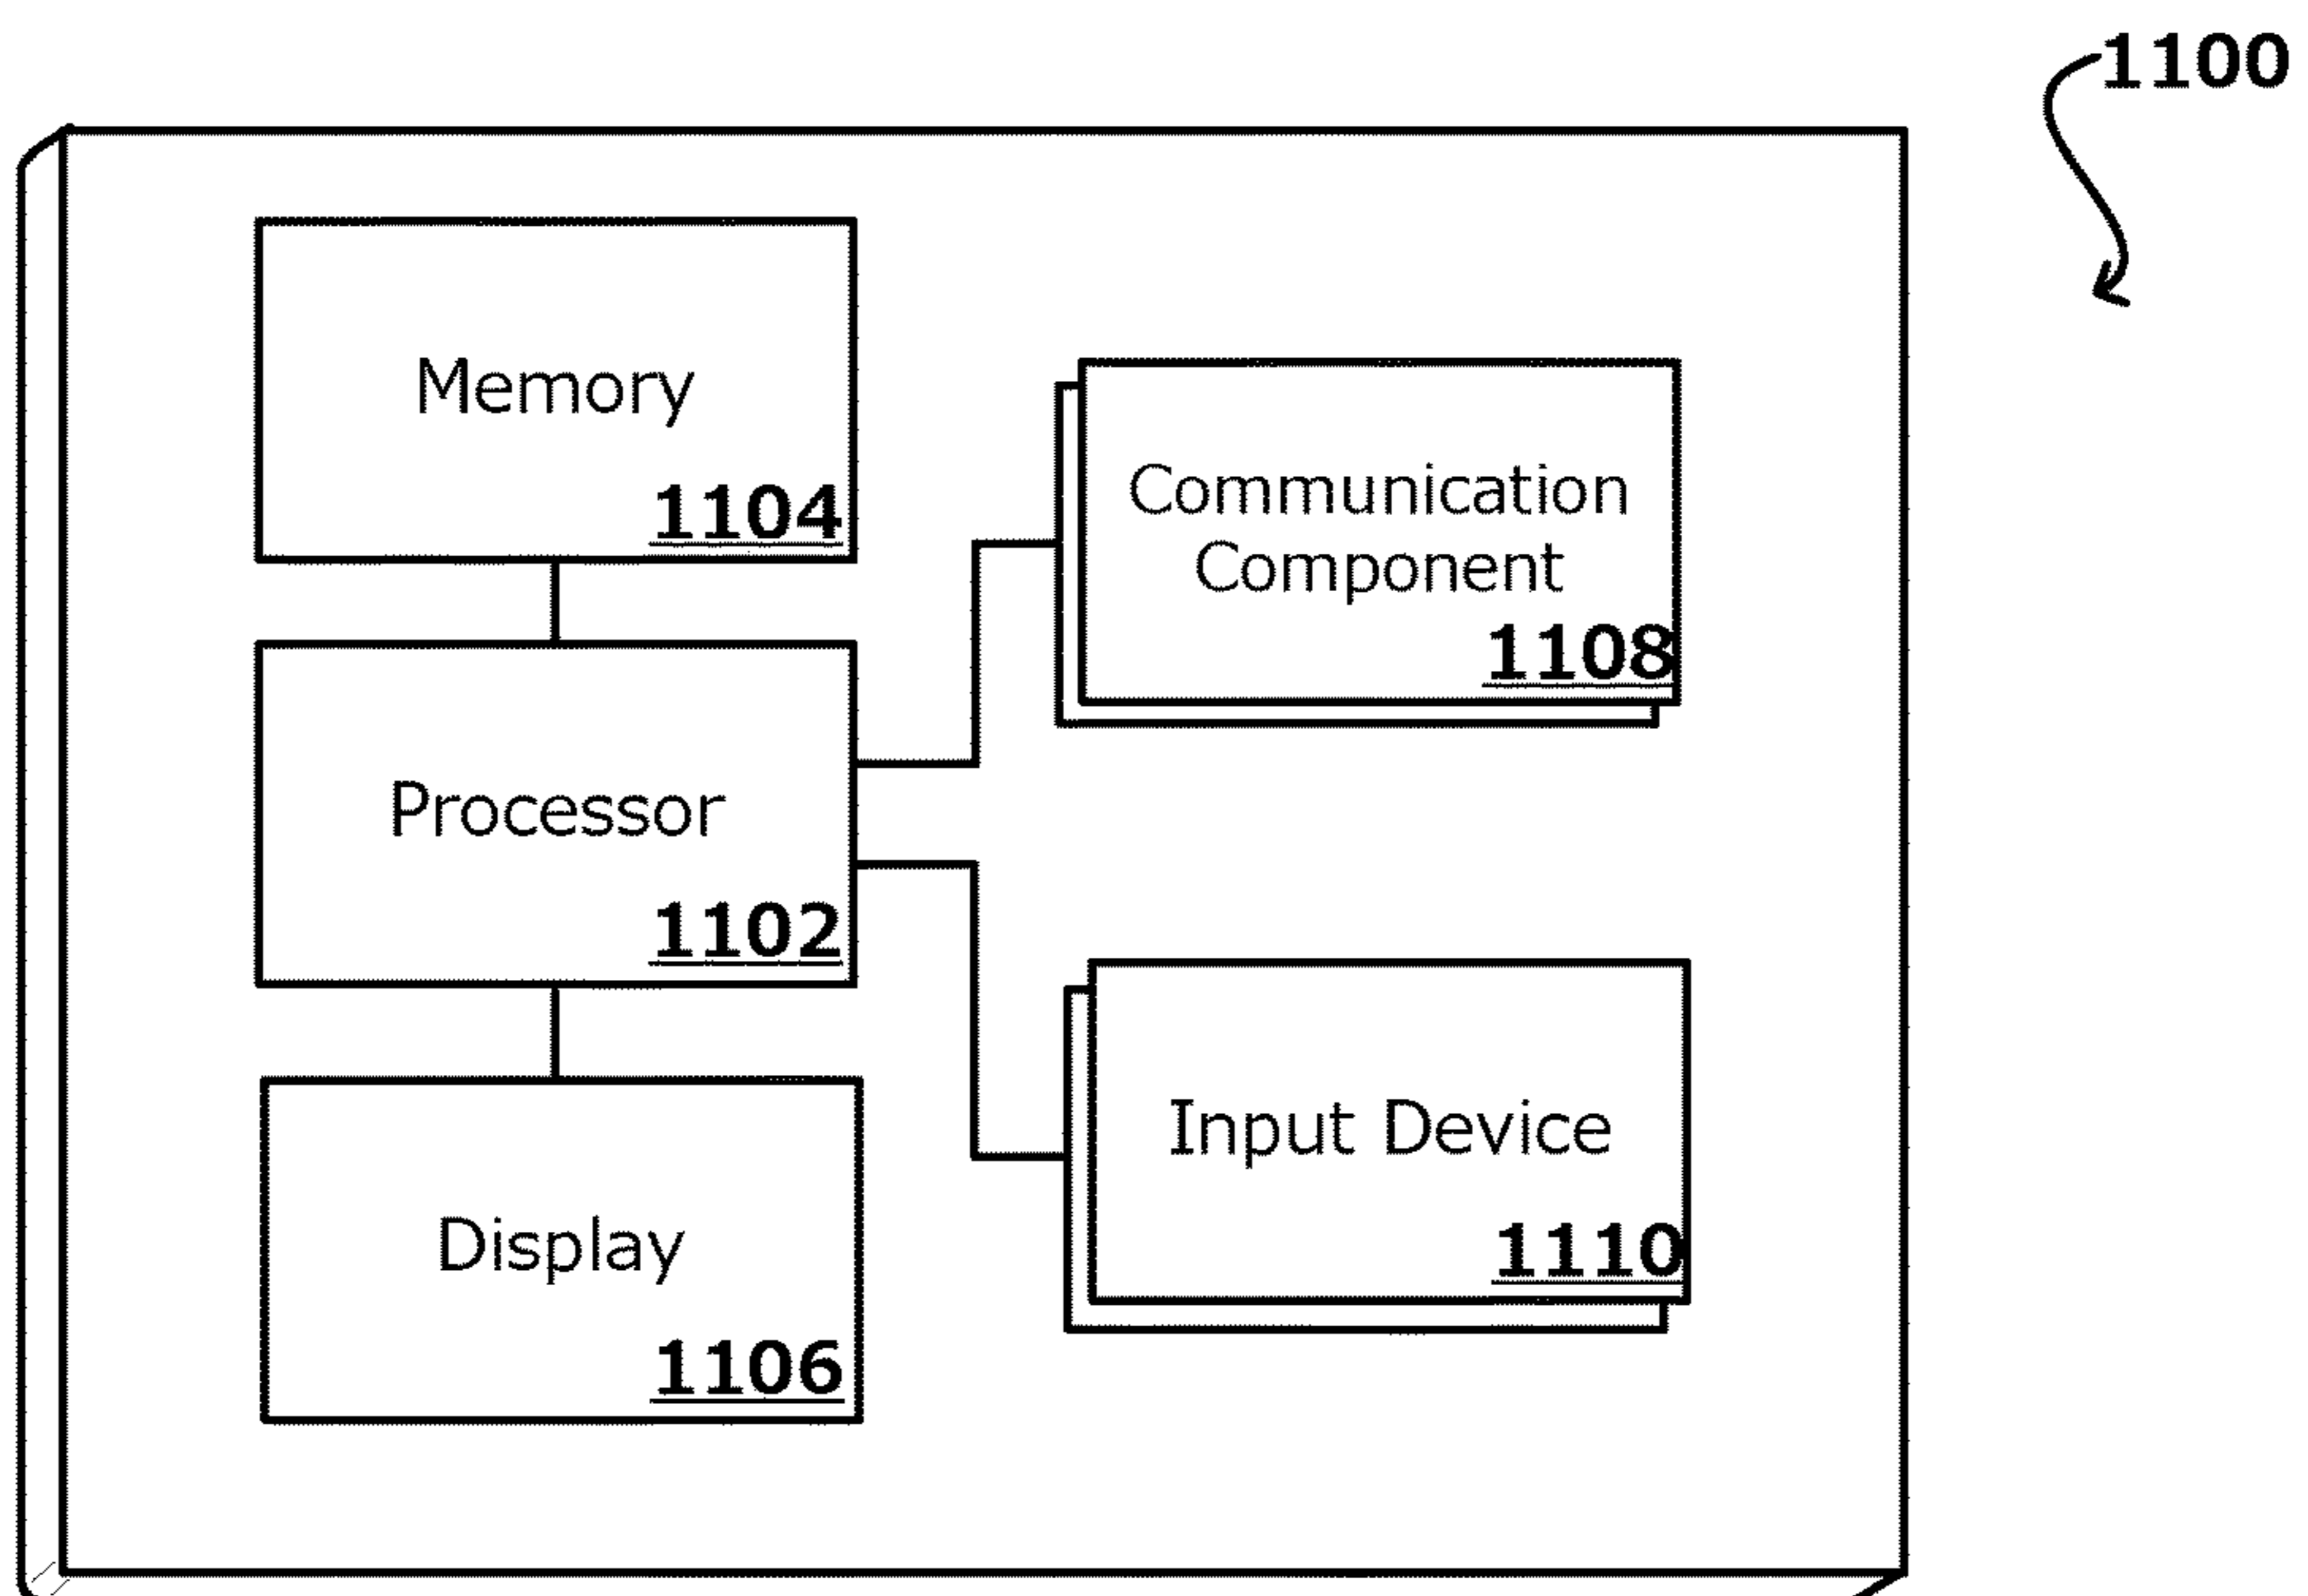 1100
Memory
1104
Communication
Component
1108
Processor
1102
Input Device
1110
Display
1106